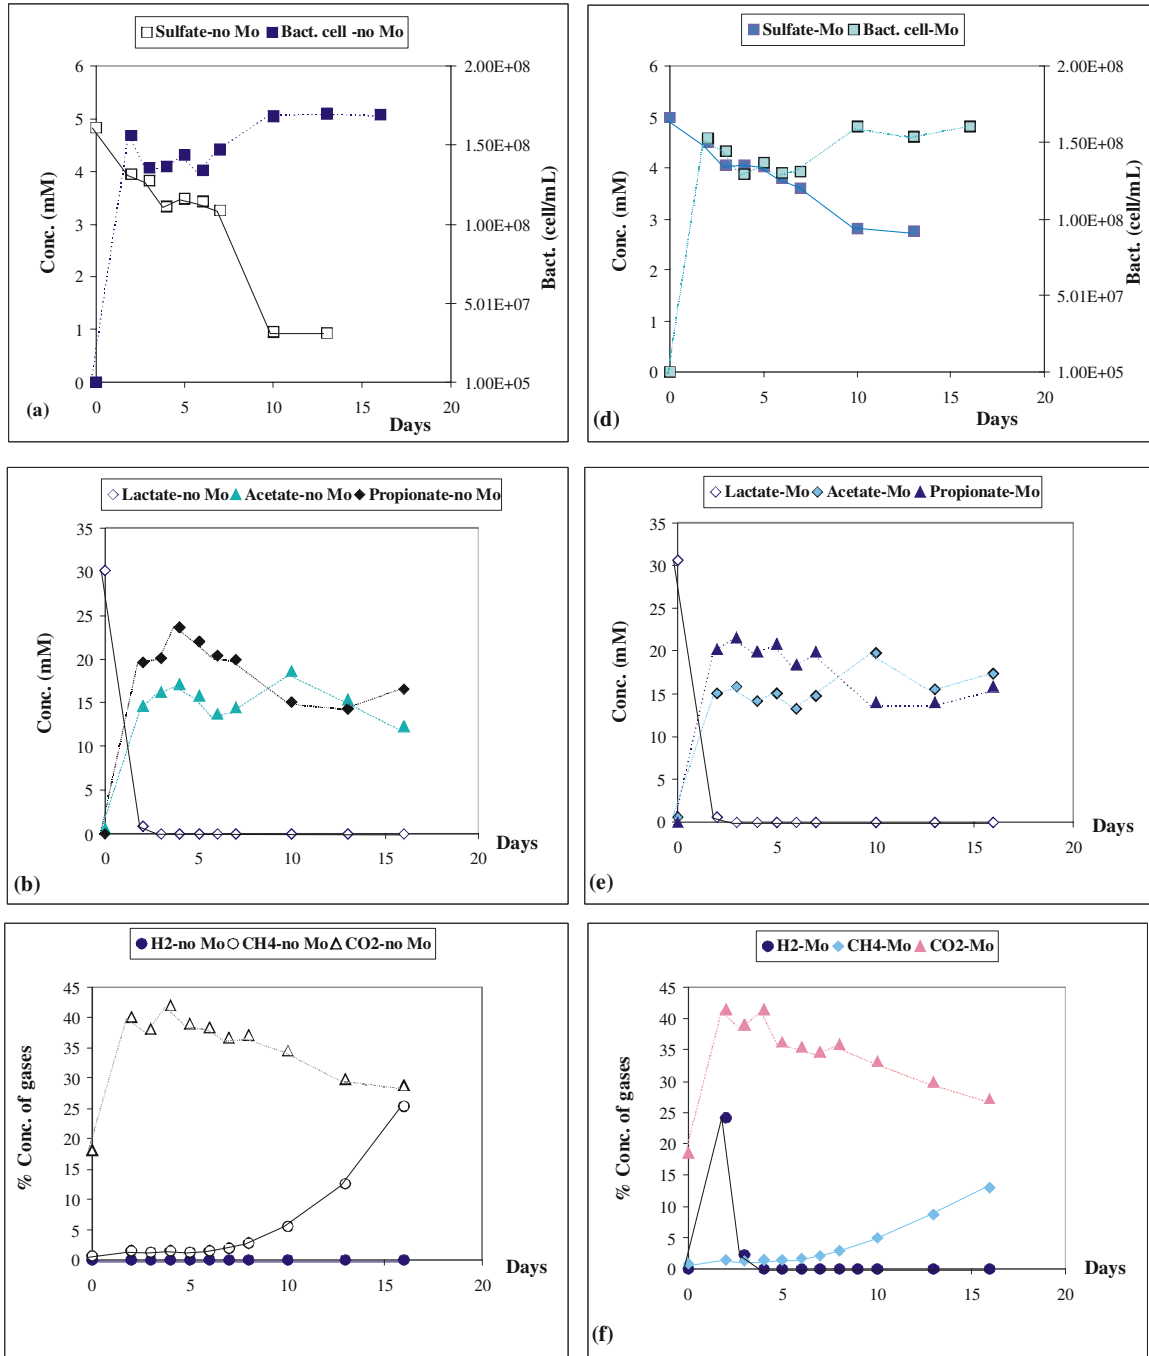 Sulfate-no Mo Bact. cell -no Mo
6 2.00E+08
5 1.50E+08
4
3 1.00E+08
2 5.01E+07
1
0 1.00E+05
0 5 10 15 20
Conc. (mM)
Bact. (cell/mL)
(a) Days
Sulfate-Mo Bact. cell-Mo
6 2.00E+08
5 1.50E+08
4
3 1.00E+08
2 5.01E+07
1
0 1.00E+05
0 5 10 15 20
Conc. (mM)
Bact. (cell/mL)
(d) Days
Lactate-no Mo Acetate-no Mo Propionate-no Mo
35
30
25
20
15
10
5
0
0 5 10 15 20
Conc. (mM)
Days
(b)
Lactate-Mo Acetate-Mo Propionate-Mo
35
30
25
20
15
10
5
0
0 5 10 15 20
Conc. (mM)
Days
(e)
H2-no Mo CH4-no Mo CO2-no Mo
45
40
35
30
25
20
15
10
5
0
0 5 10 15 20
% Conc. of gases
Days
H2-Mo CH4-Mo CO2-Mo
45
40
35
30
25
20
15
10
5
0
0 5 10 15 20
% Conc. of gases
Days
(f)